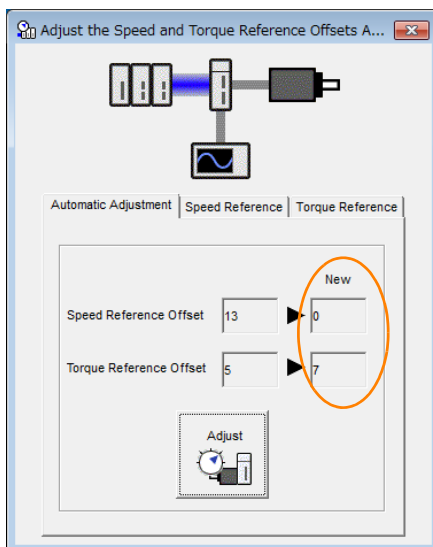 Adjust the Speed and Torque Reference Offsets A...
Automatic Adjustment Speed Reference Torque Reference
New
Speed Reference Offset 13 0
Torque Reference Offset 5 7
Adjust